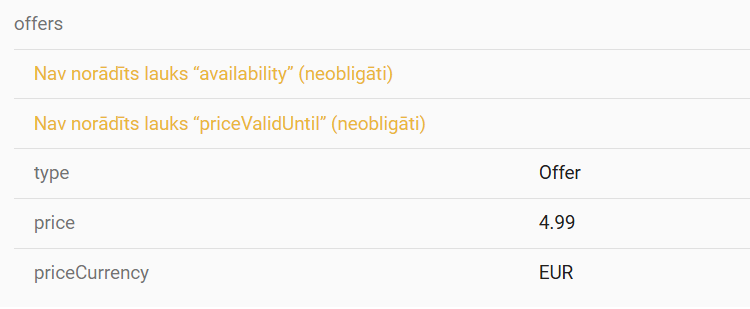 offers
Nav norādīts lauks “availability” (neobligāti)
Nav norādīts lauks “priceValidUntil” (neobligāti)
type Offer
price 4.99
priceCurrency EUR